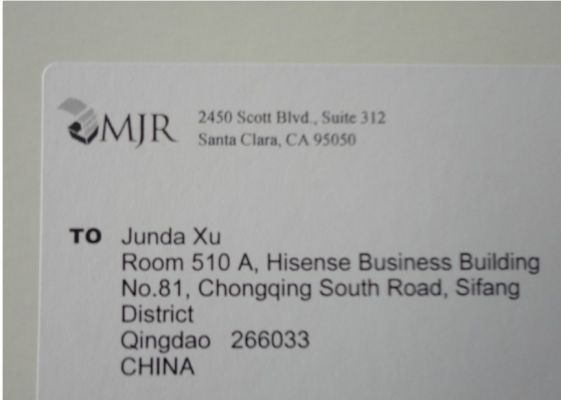 MJR
2450 Scott Blvd., Suite 312
Santa Clara, CA 95050
TO Junda Xu
Room 510 A, Hisense Business Building
No.81, Chongqing South Road, Sifang
District
Qingdao 266033
CHINA